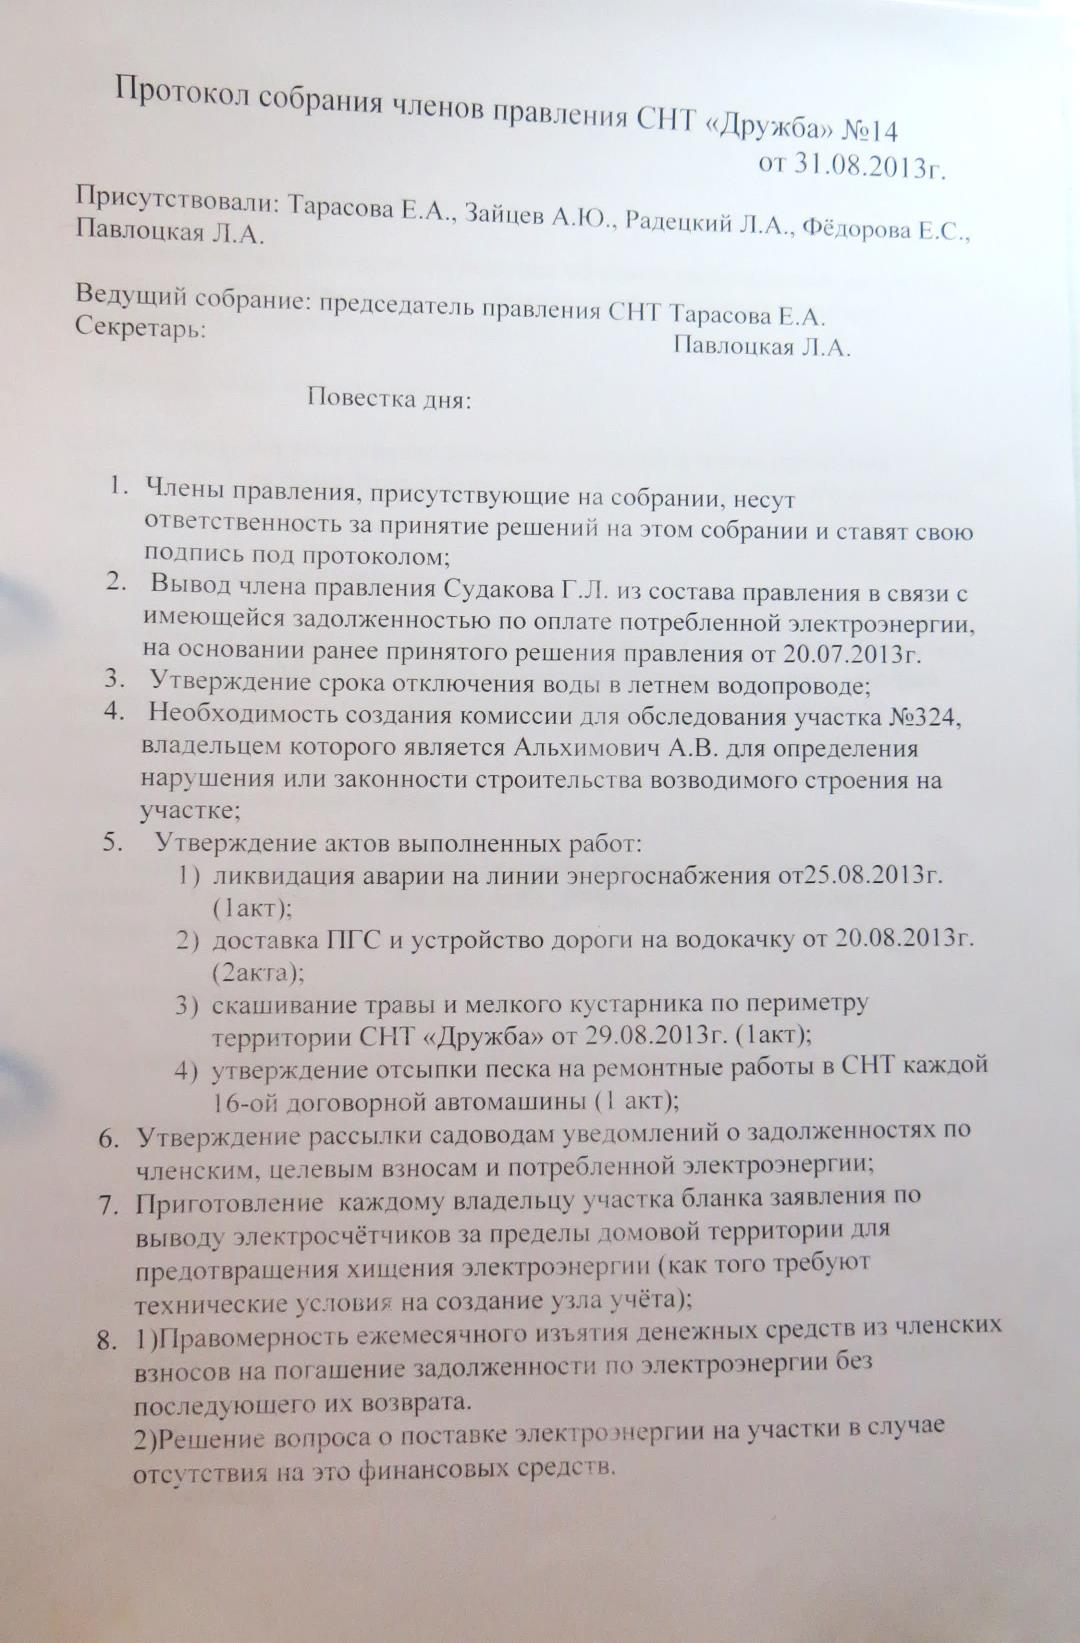 Протокол собрания членов правления СНТ «Дружба» №14
от 31.08.2013г.
Присутствовали: Тарасова Е.А., Зайцев А.Ю., Радецкий Л.А., Фёдорова Е.С.,
Павлоцкая Л.А.
Ведущий собрание: председатель правления СНТ Тарасова Е.А.
Секретарь: Павлоцкая Л.А.
Повестка дня:
1. Члены правления, присутствующие на собрании, несут
ответственность за принятие решений на этом собрании и ставят свою
подпись под протоколом;
2. Вывод члена правления Судакова Г.Л. из состава правления в связи с
имеющейся задолженностью по оплате потребленной электроэнергии,
на основании ранее принятого решения правления от 20.07.2013г.
3. Утверждение срока отключения воды в летнем водопроводе;
4. Необходимость создания комиссии для обследования участка №324,
владельцем которого является Альхимович А.В. для определения
нарушения или законности строительства возводимого строения на
участке;
5. Утверждение актов выполненных работ:
1) ликвидация аварии на линии энергоснабжения от25.08.2013г.
(1акт);
2) доставка ПГС и устройство дороги на водокачку от 20.08.2013г.
(2акта);
3) скашивание травы и мелкого кустарника по периметру
территории СНТ «Дружба» от 29.08.2013г. (1акт);
4) утверждение отсыпки песка на ремонтные работы в СНТ каждой
16-ой договорной автомашины (1 акт);
6. Утверждение рассылки садоводам уведомлений о задолженностях по
членским, целевым взносам и потребленной электроэнергии;
7. Приготовление каждому владельцу участка бланка заявления по
выводу электросчётчиков за пределы домовой территории для
предотвращения хищения электроэнергии (как того требуют
технические условия на создание узла учёта);
8. 1)Правомерность ежемесячного изъятия денежных средств из членских
взносов на погашение задолженности по электроэнергии без
последующего их возврата.
2)Решение вопроса о поставке электроэнергии на участки в случае
отсутствия на это финансовых средств.